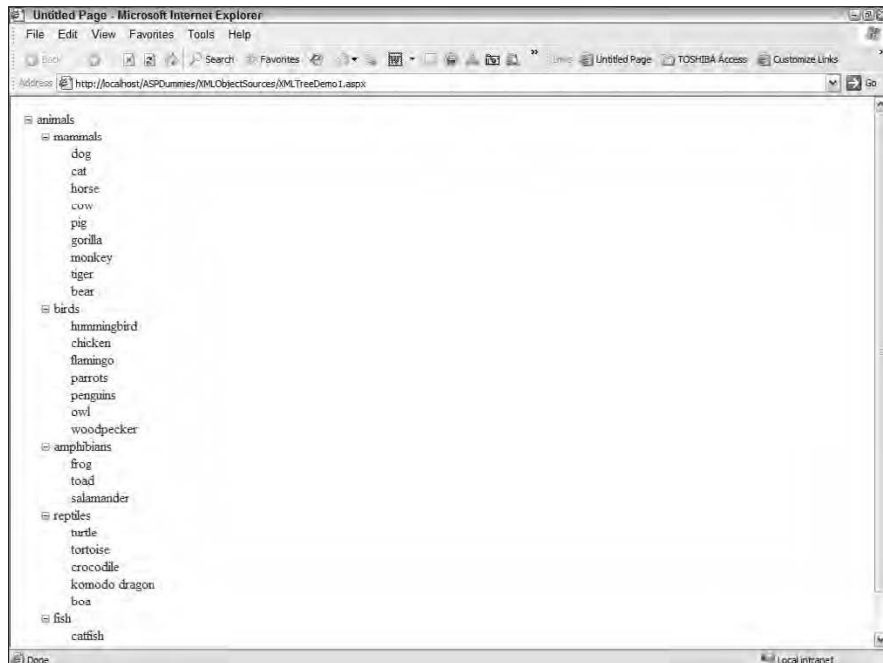 Untitled Page - Microsoft Internet Explorer
File Edit View Favorites Tools Help
Back Search Favorites » Links Untitled Page TOSHIBA Access Customize Links »
Address http://localhost/ASPDummies/XMLObjectSources/XMLTreeDemo1.aspx Go
animals
mammals
dog
cat
horse
cow
pig
gorilla
monkey
tiger
bear
birds
hummingbird
chicken
flamingo
parrots
penguins
owl
woodpecker
amphibians
frog
toad
salamander
reptiles
turtle
tortoise
crocodile
komodo dragon
boa
fish
catfish
Done Local intranet